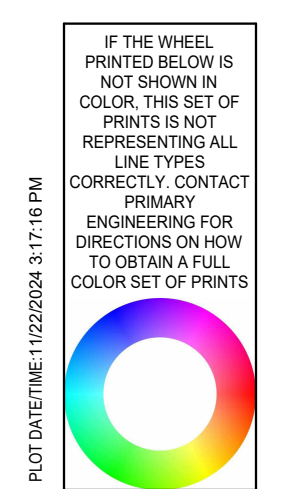 IF THE WHEEL
PRINTED BELOW IS
NOT SHOWN IN
COLOR, THIS SET OF
PRINTS IS NOT
REPRESENTING ALL
LINE TYPES
CORRECTLY. CONTACT
PRIMARY
ENGINEERING FOR
DIRECTIONS ON HOW
TO OBTAIN A FULL
COLOR SET OF PRINTS
PLOT DATE/TIME:11/22/2024 3:17:16 PM